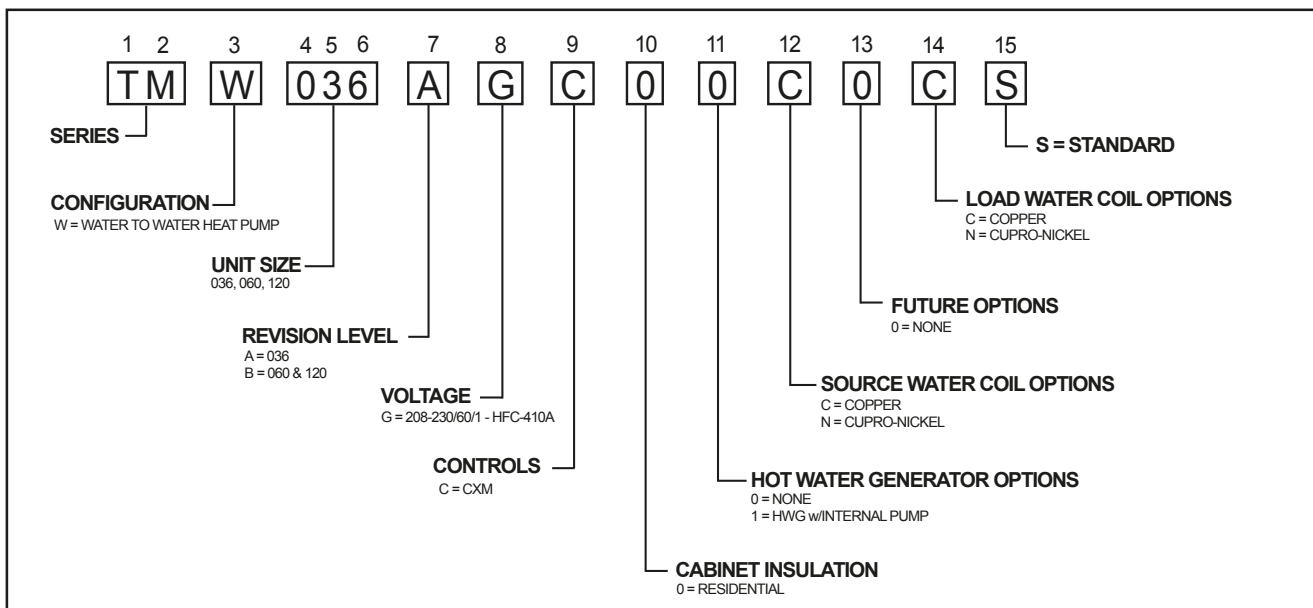 1 2 3 4 5 6 7 8 9 10 11 12 13 14 15
T M W 0 3 6 A G C 0 0 C 0 C S
SERIES
S = STANDARD
CONFIGURATION
W = WATER TO WATER HEAT PUMP
LOAD WATER COIL OPTIONS
C = COPPER
N = CUPRO-NICKEL
UNIT SIZE
036, 060, 120
FUTURE OPTIONS
0 = NONE
REVISION LEVEL
A = 036
B = 060 & 120
SOURCE WATER COIL OPTIONS
C = COPPER
N = CUPRO-NICKEL
VOLTAGE
G = 208-230/60/1 - HFC-410A
CONTROLS
C = CXM
HOT WATER GENERATOR OPTIONS
0 = NONE
1 = HWG w/INTERNAL PUMP
CABINET INSULATION
0 = RESIDENTIAL